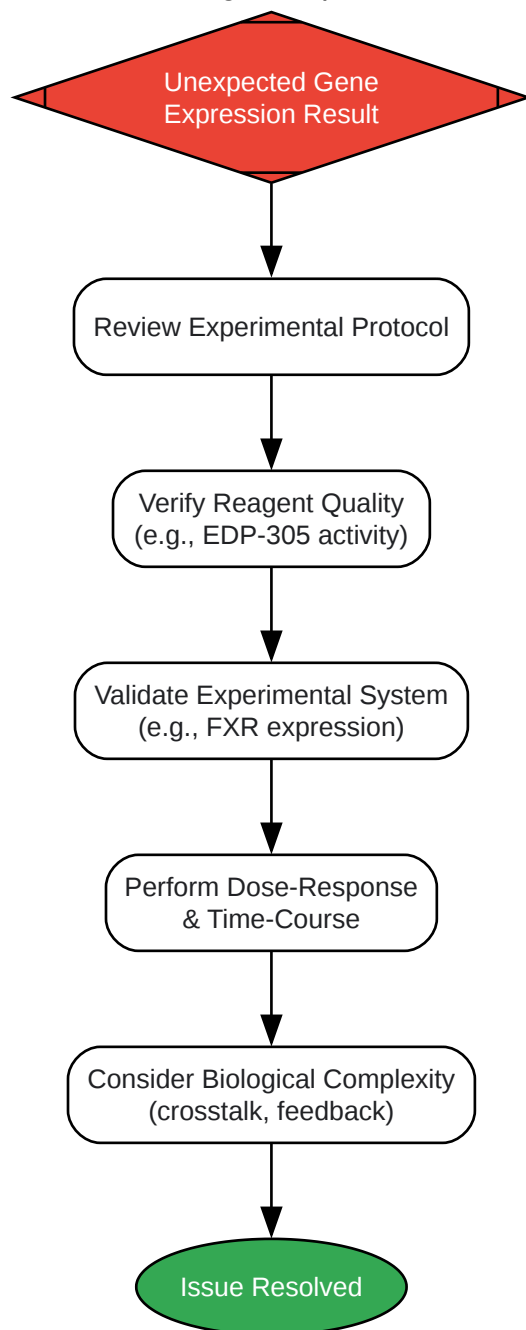 Unexpected Gene
Expression Result
Review Experimental Protocol
Verify Reagent Quality
(e.g., EDP-305 activity)
Validate Experimental System
(e.g., FXR expression)
Perform Dose-Response
& Time-Course
Consider Biological Complexity
(crosstalk, feedback)
Issue Resolved